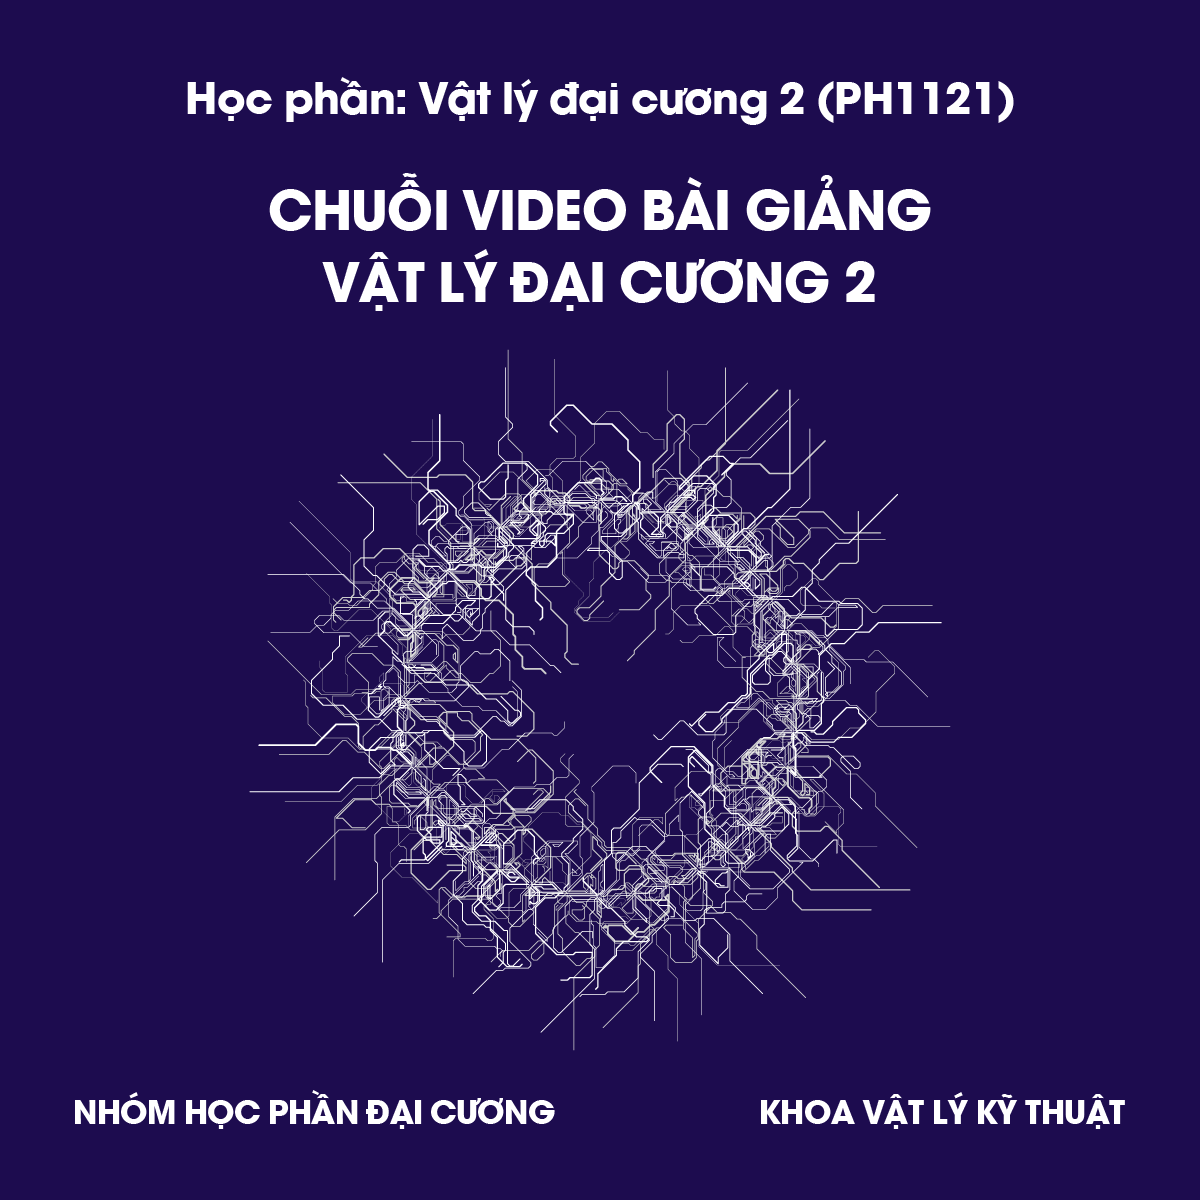 Học phần: Vật lý đại cương 2 (PH1121)
CHUỖI VIDEO BÀI GIẢNG
VẬT LÝ ĐẠI CƯƠNG 2
NHÓM HỌC PHẦN ĐẠI CƯƠNG
KHOA VẬT LÝ KỸ THUẬT